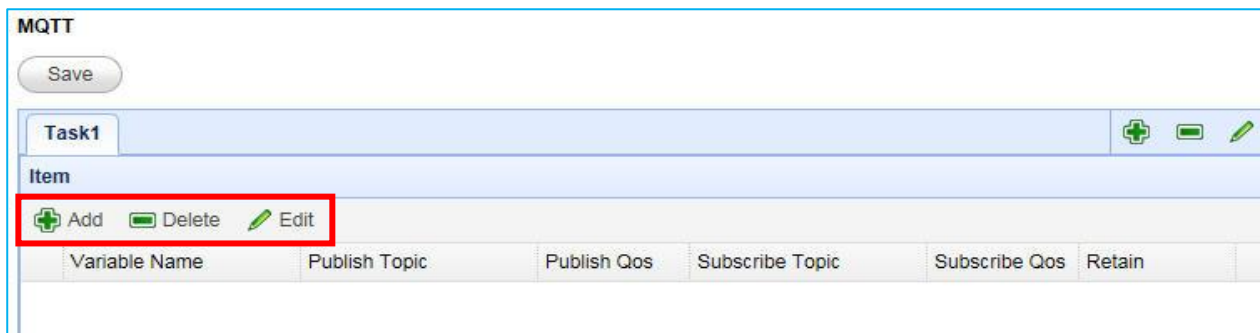 MQTT
Save
Task1
Item
Add Delete Edit
Variable Name Publish Topic Publish Qos Subscribe Topic Subscribe Qos Retain